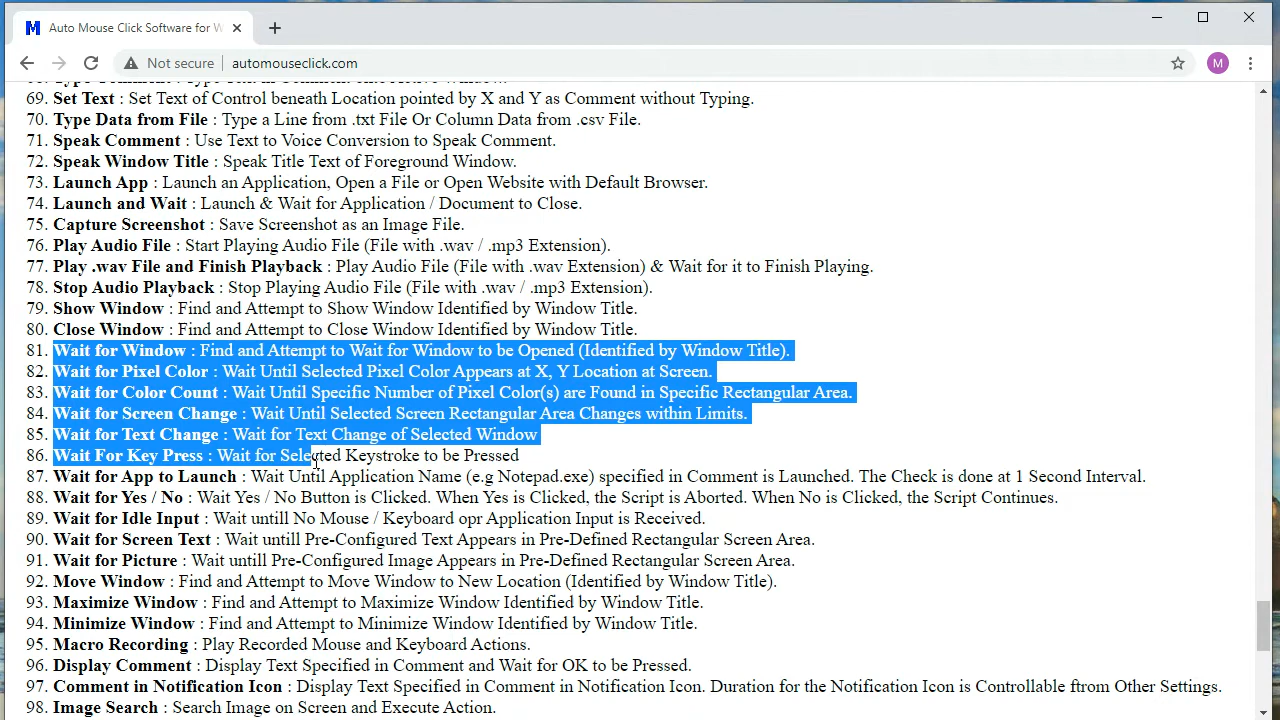 Auto Mouse Click Software for W
Not secure
automouseclick.com
M
69. Set Text : Set Text of Control beneath Location pointed by X and Y as Comment without Typing.
70. Type Data from File : Type a Line from .txt File Or Column Data from .csv File.
71. Speak Comment : Use Text to Voice Conversion to Speak Comment.
72. Speak Window Title : Speak Title Text of Foreground Window.
73. Launch App : Launch an Application, Open a File or Open Website with Default Browser.
74. Launch and Wait : Launch & Wait for Application / Document to Close.
75. Capture Screenshot : Save Screenshot as an Image File.
76. Play Audio File : Start Playing Audio File (File with .wav / .mp3 Extension).
77. Play .wav File and Finish Playback : Play Audio File (File with .wav Extension) & Wait for it to Finish Playing.
78. Stop Audio Playback : Stop Playing Audio File (File with .wav / .mp3 Extension).
79. Show Window : Find and Attempt to Show Window Identified by Window Title.
80. Close Window : Find and Attempt to Close Window Identified by Window Title.
81. Wait for Window : Find and Attempt to Wait for Window to be Opened (Identified by Window Title).
82. Wait for Pixel Color : Wait Until Selected Pixel Color Appears at X, Y Location at Screen.
83. Wait for Color Count : Wait Until Specific Number of Pixel Color(s) are Found in Specific Rectangular Area.
84. Wait for Screen Change : Wait Until Selected Screen Rectangular Area Changes within Limits.
85. Wait for Text Change : Wait for Text Change of Selected Window
86. Wait For Key Press : Wait for Selected Keystroke to be Pressed
87. Wait for App to Launch : Wait Until Application Name (e.g Notepad.exe) specified in Comment is Launched. The Check is done at 1 Second Interval.
88. Wait for Yes / No : Wait Yes / No Button is Clicked. When Yes is Clicked, the Script is Aborted. When No is Clicked, the Script Continues.
89. Wait for Idle Input : Wait untill No Mouse / Keyboard opr Application Input is Received.
90. Wait for Screen Text : Wait untill Pre-Configured Text Appears in Pre-Defined Rectangular Screen Area.
91. Wait for Picture : Wait untill Pre-Configured Image Appears in Pre-Defined Rectangular Screen Area.
92. Move Window : Find and Attempt to Move Window to New Location (Identified by Window Title).
93. Maximize Window : Find and Attempt to Maximize Window Identified by Window Title.
94. Minimize Window : Find and Attempt to Minimize Window Identified by Window Title.
95. Macro Recording : Play Recorded Mouse and Keyboard Actions.
96. Display Comment : Display Text Specified in Comment and Wait for OK to be Pressed.
97. Comment in Notification Icon : Display Text Specified in Comment in Notification Icon. Duration for the Notification Icon is Controllable ftrom Other Settings.
98. Image Search : Search Image on Screen and Execute Action.